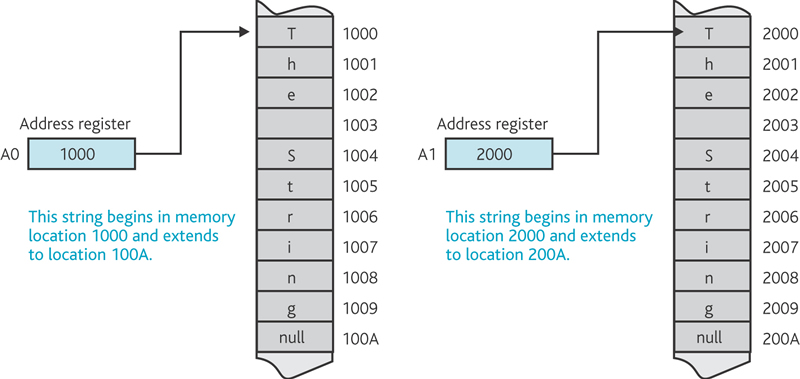 T 1000
h 1001
e 1002
1003
Address register
A0 1000
S 1004
t 1005
r 1006
i 1007
n 1008
g 1009
null 100A
This string begins in memory
location 1000 and extends
to location 100A.
T 2000
h 2001
e 2002
2003
Address register
A1 2000
S 2004
t 2005
r 2006
i 2007
n 2008
g 2009
null 200A
This string begins in memory
location 2000 and extends
to location 200A.